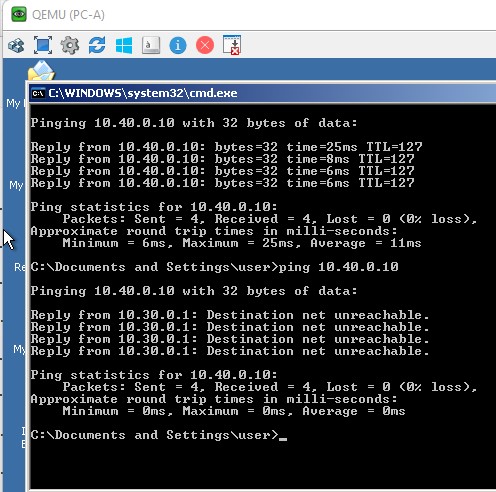 QEMU (PC-A)
C:\WINDOWS\system32\cmd.exe
My
Pinging 10.40.0.10 with 32 bytes of data:
Reply from 10.40.0.10: bytes=32 time=25ms TTL=127
Reply from 10.40.0.10: bytes=32 time=8ms TTL=127
Reply from 10.40.0.10: bytes=32 time=6ms TTL=127
Reply from 10.40.0.10: bytes=32 time=6ms TTL=127
My
Ping statistics for 10.40.0.10:
Packets: Sent = 4, Received = 4, Lost = 0 (0% loss),
Approximate round trip times in milli-seconds:
Minimum = 6ms, Maximum = 25ms, Average = 11ms
Re
C:\Documents and Settings\user>ping 10.40.0.10
Pinging 10.40.0.10 with 32 bytes of data:
Reply from 10.30.0.1: Destination net unreachable.
Reply from 10.30.0.1: Destination net unreachable.
Reply from 10.30.0.1: Destination net unreachable.
Reply from 10.30.0.1: Destination net unreachable.
My
Ping statistics for 10.40.0.10:
Packets: Sent = 4, Received = 4, Lost = 0 (0% loss),
Approximate round trip times in milli-seconds:
Minimum = 0ms, Maximum = 0ms, Average = 0ms
C:\Documents and Settings\user>_